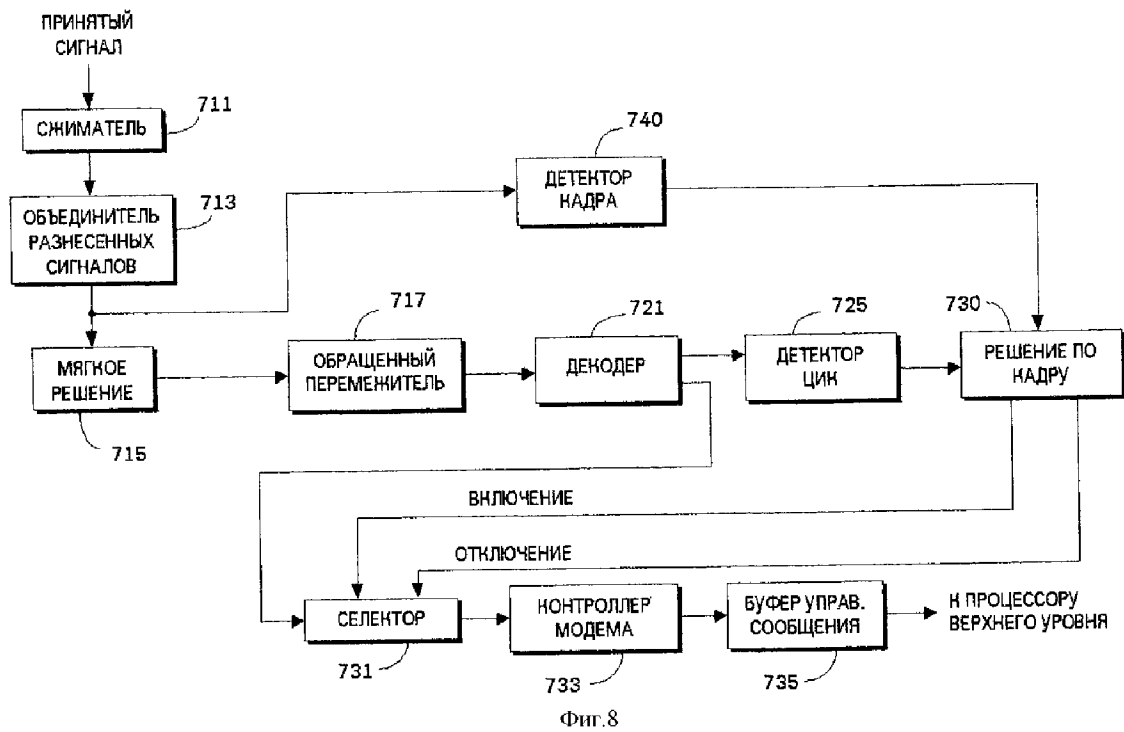 ПРИНЯТЫЙ
СИГНАЛ
711
СЖИМАТЕЛЬ
740
ДЕТЕКТОР
КАДРА
713
ОБЪЕДИНИТЕЛЬ
РАЗНЕСЕННЫХ
СИГНАЛОВ
717
721
725
730
МЯГКОЕ
РЕШЕНИЕ
ОБРАЩЕННЫЙ
ПЕРЕМЕЖИТЕЛЬ
ДЕКОДЕР
ДЕТЕКТОР
ЦИК
РЕШЕНИЕ ПО
КАДРУ
715
ВКЛЮЧЕНИЕ
ОТКЛЮЧЕНИЕ
СЕЛЕКТОР
КОНТРОЛЛЕР
МОДЕМА
БУФЕР УПРАВ.
СООБЩЕНИЯ
К ПРОЦЕССОРУ
ВЕРХНЕГО УРОВНЯ
731
733
735
Фиг.8